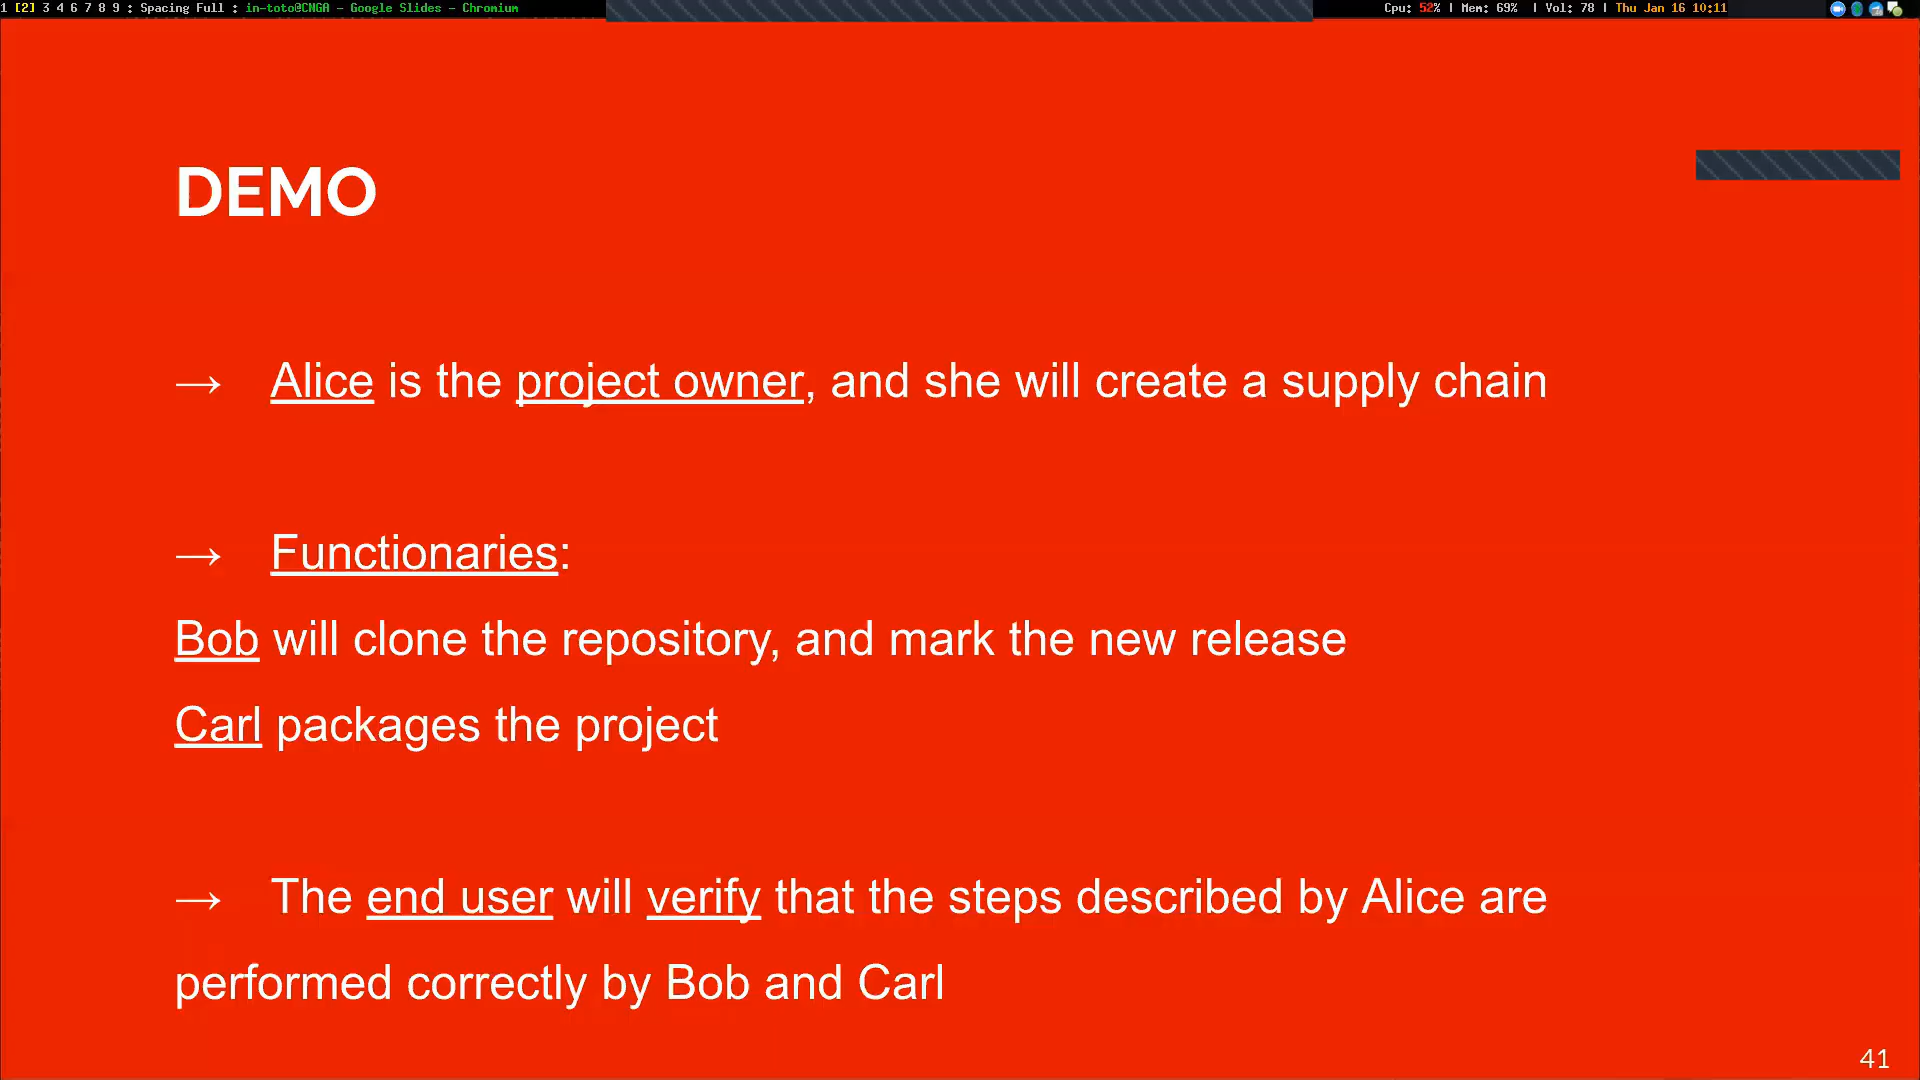 1 [2] 3 4 6 7 8 9 : Spacing Full : in-toto@CNGA - Google Slides - Chromium
Cpu: 52% | Mem: 69% | Vol: 78 | Thu Jan 16 10:11
DEMO
→ Alice is the project owner, and she will create a supply chain
→ Functionaries:
Bob will clone the repository, and mark the new release
Carl packages the project
→ The end user will verify that the steps described by Alice are
performed correctly by Bob and Carl
41